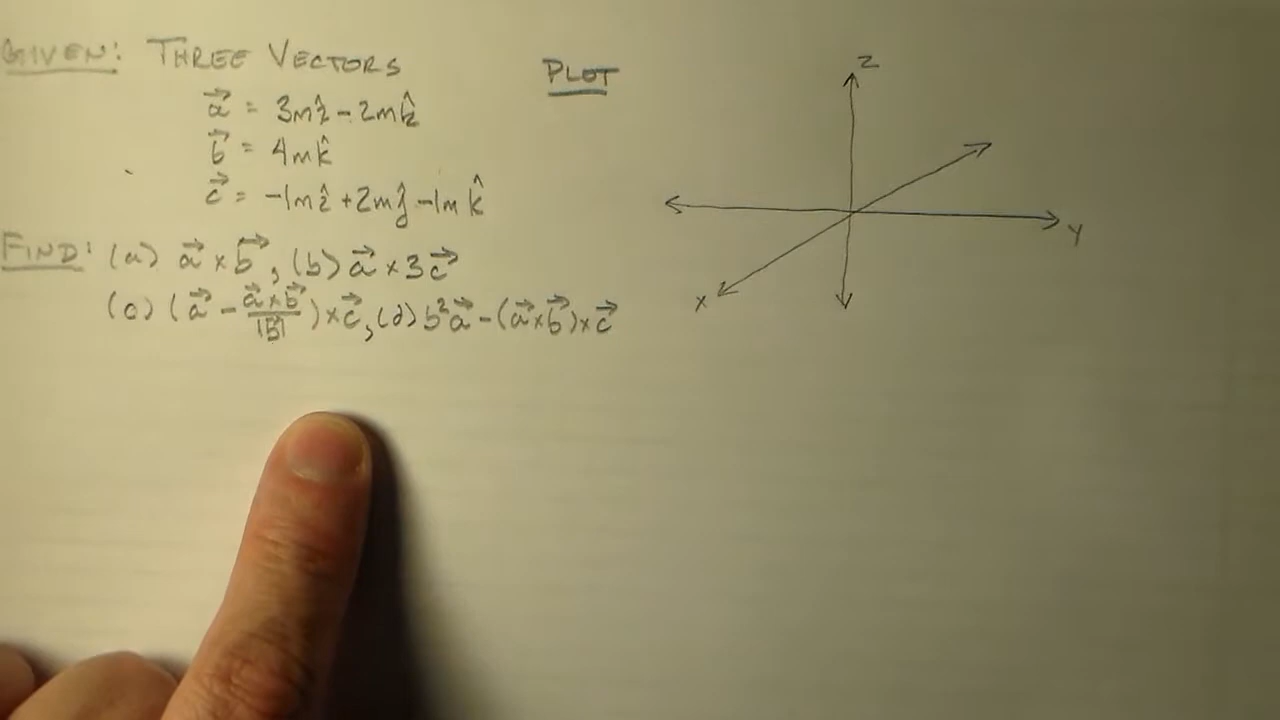 GIVEN: THREE VECTORS
a⃗ = 3m î - 2m k̂
b⃗ = 4m k̂
c⃗ = -1m î + 2m ĵ - 1m k̂
FIND: (a) a⃗ × b⃗, (b) a⃗ × 3c⃗
(c) (a⃗ - (a⃗ × b⃗)/|b⃗|) × c⃗, (d) b²a⃗ - (a⃗ × b⃗) × c⃗
PLOT
Z
Y
X